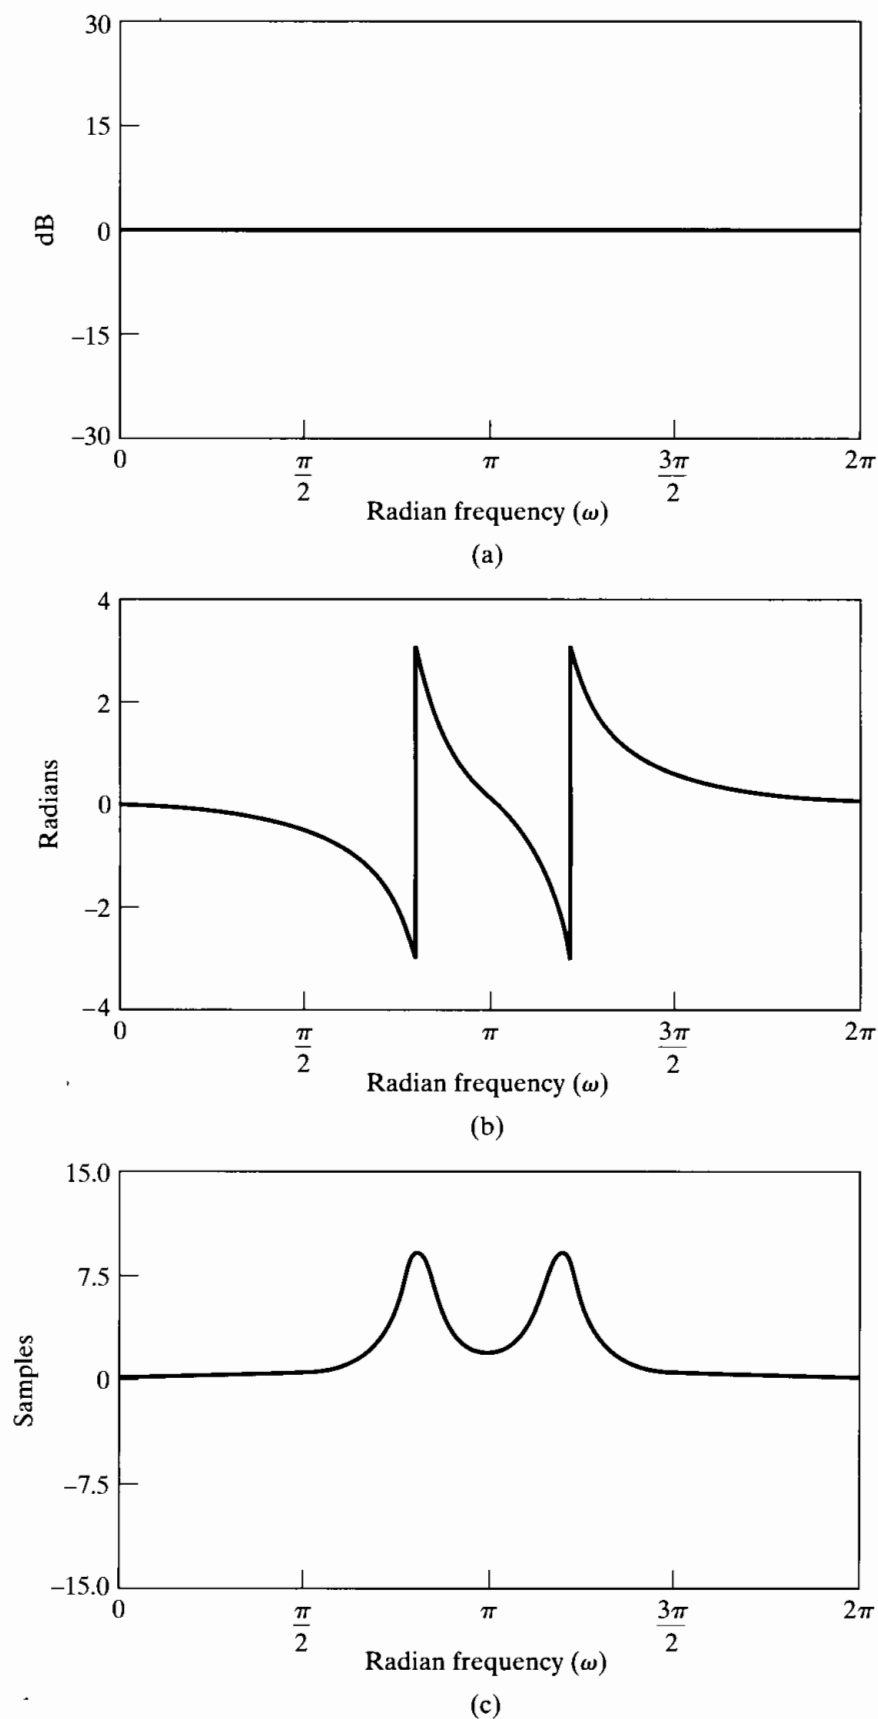 30
15
dB
0
−15
−30
0
π/2
π
3π/2
2π
Radian frequency (ω)
(a)
4
2
Radians
0
−2
−4
0
π/2
π
3π/2
2π
Radian frequency (ω)
(b)
15.0
7.5
Samples
0
−7.5
−15.0
0
π/2
π
3π/2
2π
Radian frequency (ω)
(c)